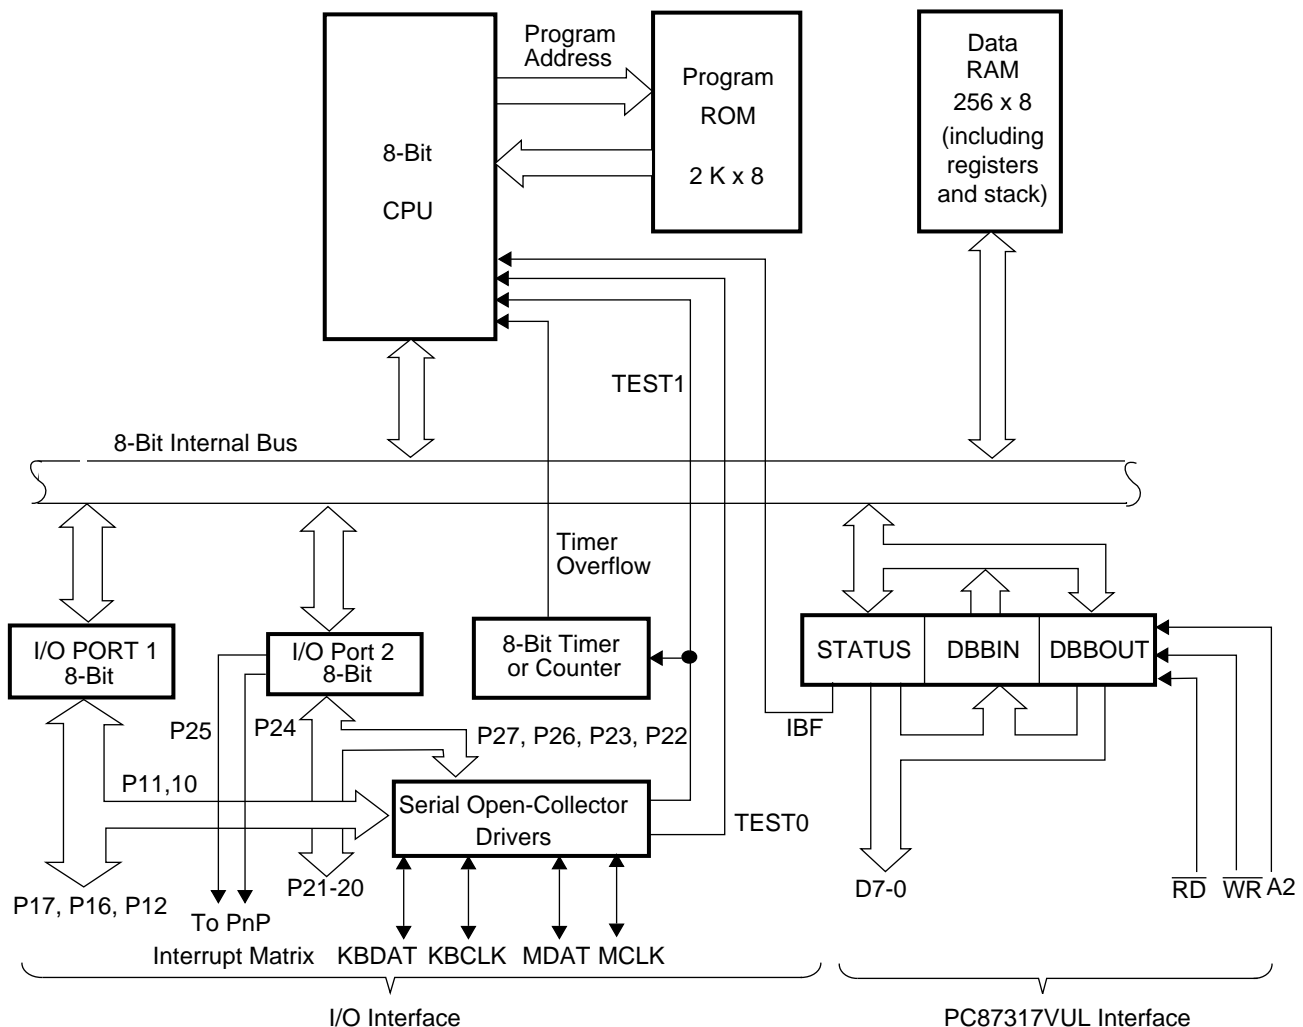 Program
Address
8-Bit
CPU
Program
ROM
2 K x 8
Data
RAM
256 x 8
(including
registers
and stack)
TEST1
8-Bit Internal Bus
Timer
Overflow
I/O PORT 1
8-Bit
I/O Port 2
8-Bit
8-Bit Timer
or Counter
STATUS
DBBIN
DBBOUT
P25
P24
P27, P26, P23, P22
IBF
P11,10
Serial Open-Collector
Drivers
TEST0
P17, P16, P12
P21-20
D7-0
RD
WR
A2
To PnP
Interrupt Matrix
KBDAT
KBCLK
MDAT
MCLK
I/O Interface
PC87317VUL Interface